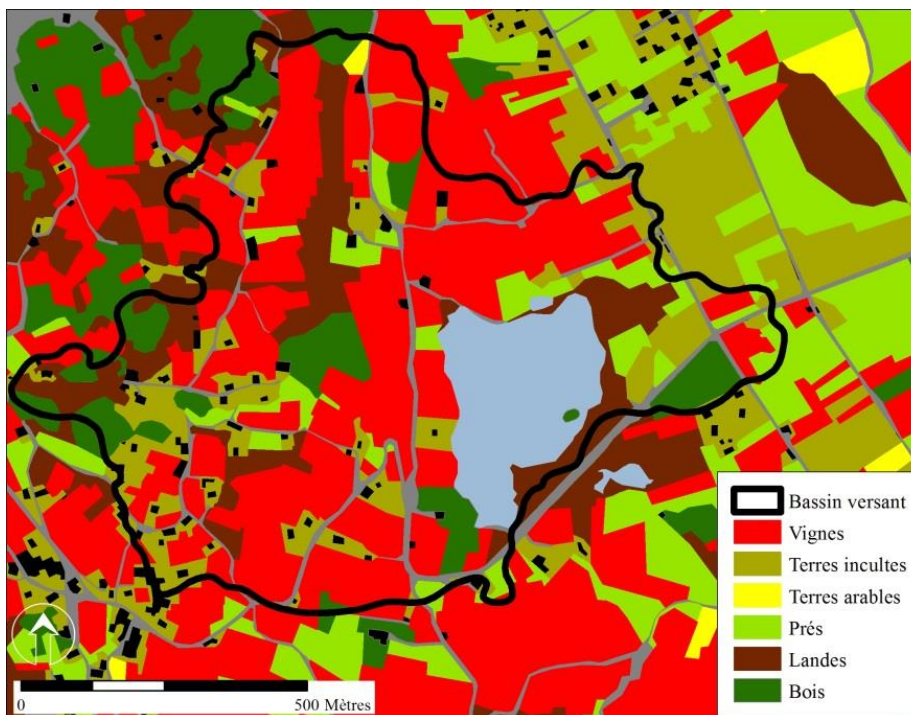 Bassin versant
Vignes
Terres incultes
Terres arables
Prés
Landes
Bois
0 500 Mètres